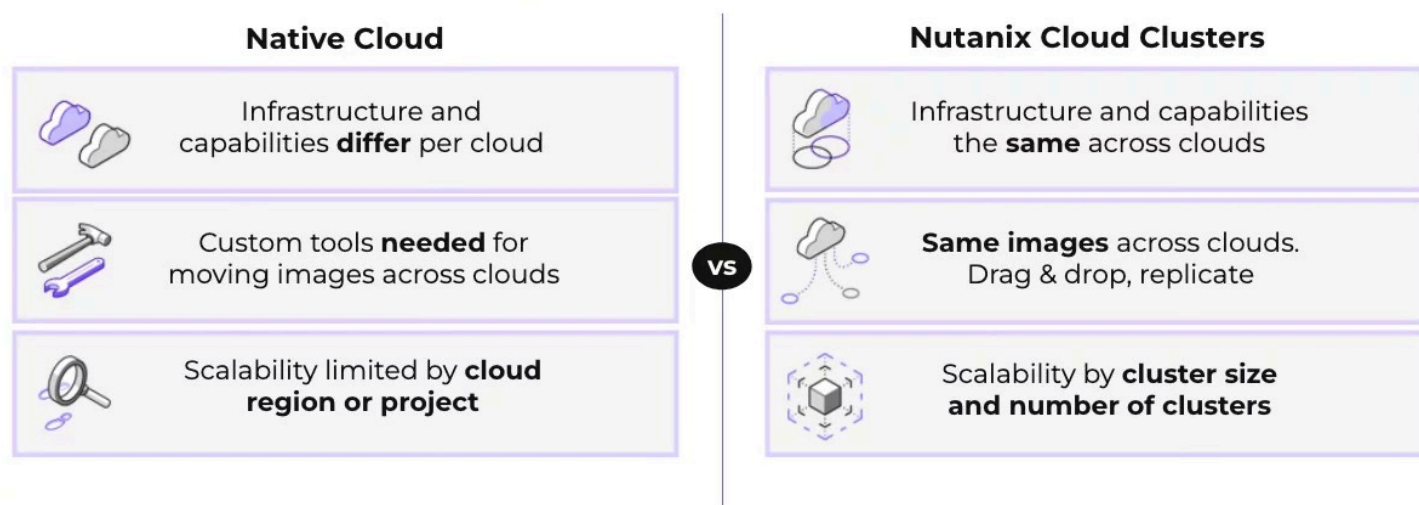 Native Cloud
Infrastructure and
capabilities differ per cloud
Custom tools needed for
moving images across clouds
Scalability limited by cloud
region or project
vs
Nutanix Cloud Clusters
Infrastructure and capabilities
the same across clouds
Same images across clouds.
Drag & drop, replicate
Scalability by cluster size
and number of clusters